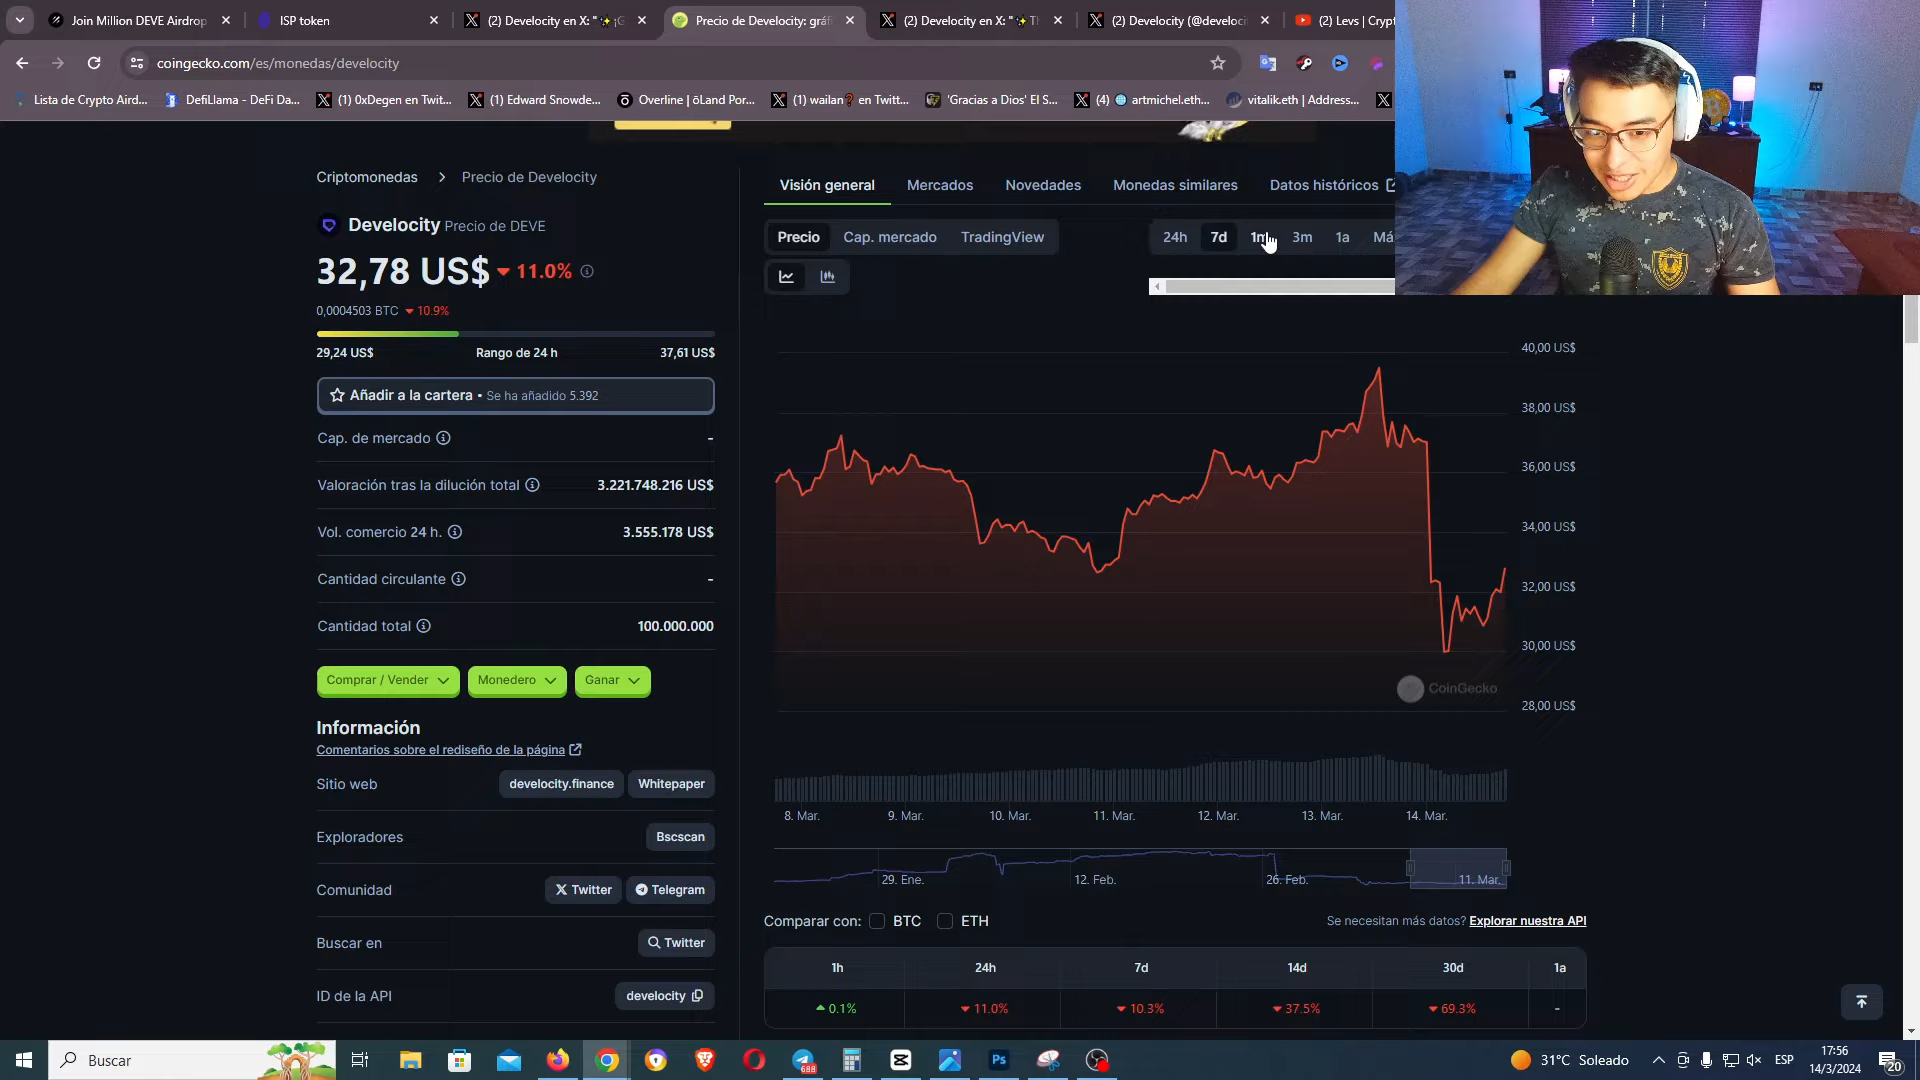 Join Million DEVE Airdrop
ISP token
(2) Develocity en X: "✨ ¡G
Precio de Develocity: gráf
(2) Develocity en X: "✨ Th
(2) Develocity (@develoci
(2) Levs | Crypt
coingecko.com/es/monedas/develocity
Lista de Crypto Aird...
DefiLlama - DeFi Da...
(1) 0xDegen en Twit...
(1) Edward Snowde...
Overline | ōLand Por...
(1) wailan❓ en Twitt...
'Gracias a Dios' El S...
(4) 🌐 artmichel.eth...
vitalik.eth | Address...
Criptomonedas > Precio de Develocity
Develocity Precio de DEVE
32,78 US$ ▼ 11.0%
0,0004503 BTC ▼ 10.9%
29,24 US$ Rango de 24 h 37,61 US$
Añadir a la cartera • Se ha añadido 5.392
Cap. de mercado -
Valoración tras la dilución total 3.221.748.216 US$
Vol. comercio 24 h. 3.555.178 US$
Cantidad circulante -
Cantidad total 100.000.000
Comprar / Vender Monedero Ganar
Información
Comentarios sobre el rediseño de la página
Sitio web develocity.finance Whitepaper
Exploradores Bscscan
Comunidad Twitter Telegram
Buscar en Twitter
ID de la API develocity
Visión general Mercados Novedades Monedas similares Datos históricos
Precio Cap. mercado TradingView
24h 7d 1m 3m 1a
40,00 US$
38,00 US$
36,00 US$
34,00 US$
32,00 US$
30,00 US$
CoinGecko
28,00 US$
8. Mar. 9. Mar. 10. Mar. 11. Mar. 12. Mar. 13. Mar. 14. Mar.
29. Ene. 12. Feb. 26. Feb. 11. Mar.
Comparar con: BTC ETH
Se necesitan más datos? Explorar nuestra API
1h 24h 7d 14d 30d 1a
▲ 0.1% ▼ 11.0% ▼ 10.3% ▼ 37.5% ▼ 69.3% -
Buscar
688
Ps
31°C Soleado
ESP
17:56
14/3/2024
20